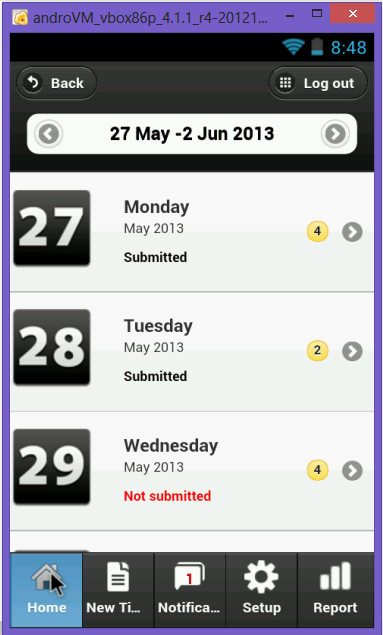 androVM_vbox86p_4.1.1_r4-20121...
8:48
Back
Log out
27 May -2 Jun 2013
27
Monday
May 2013
Submitted
4
28
Tuesday
May 2013
Submitted
2
29
Wednesday
May 2013
Not submitted
4
1
Home
New Ti...
Notifica...
Setup
Report